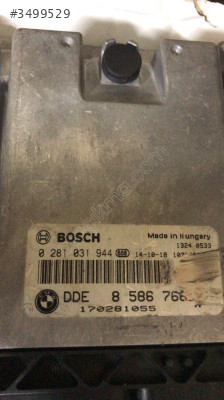 #3499529
BOSCH
Made in Hungary
1324 0533
0 281 031 944 14-10-18
DDE 8 586 766
170281055